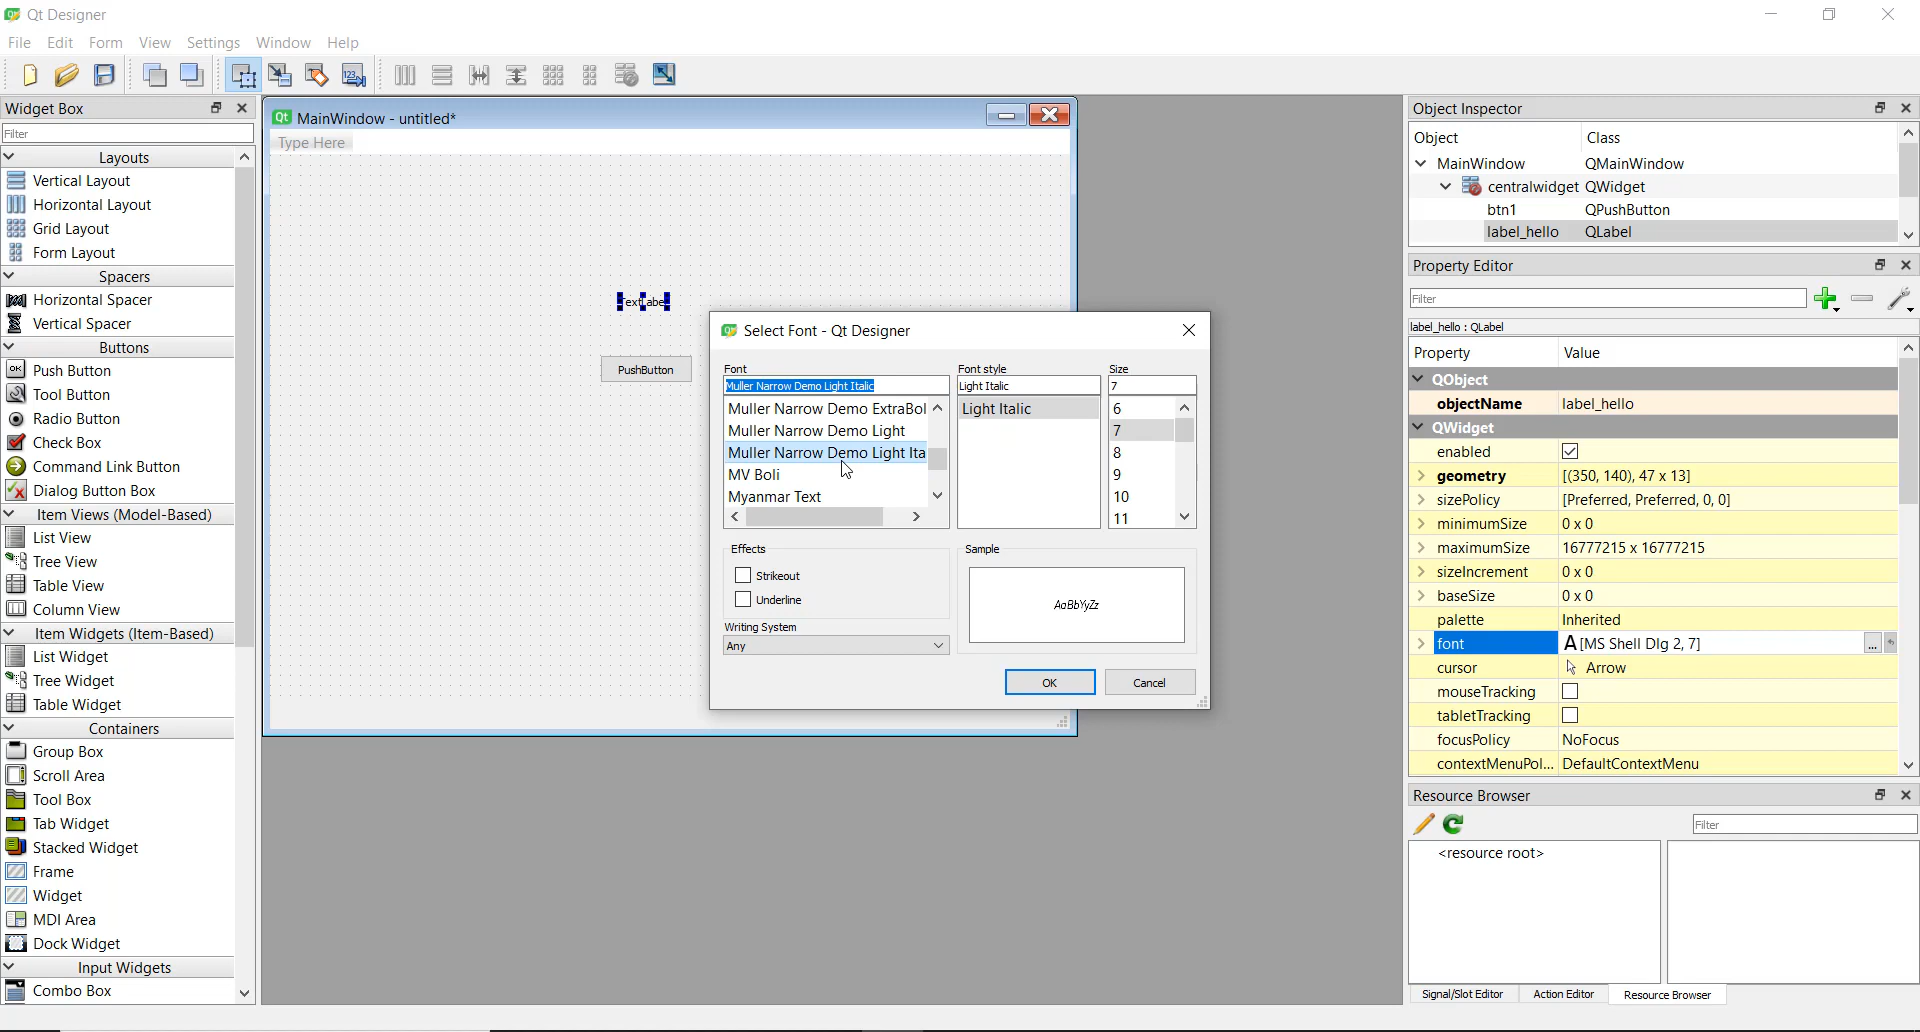 Qt Designer
File Edit Form View Settings Window Help
Widget Box
Filter
Layouts
Vertical Layout
Horizontal Layout
Grid Layout
Form Layout
Spacers
Horizontal Spacer
Vertical Spacer
Buttons
OK Push Button
Tool Button
Radio Button
Check Box
Command Link Button
Dialog Button Box
Item Views (Model-Based)
List View
Tree View
Table View
Column View
Item Widgets (Item-Based)
List Widget
Tree Widget
Table Widget
Containers
Group Box
Scroll Area
Tool Box
Tab Widget
Stacked Widget
Frame
Widget
MDI Area
Dock Widget
Input Widgets
Combo Box
Qt MainWindow - untitled*
Type Here
TextLabel
PushButton
Select Font - Qt Designer
Font
Muller Narrow Demo Light Italic
Muller Narrow Demo ExtraBol
Muller Narrow Demo Light
Muller Narrow Demo Light Ita
MV Boli
Myanmar Text
Font style
Light Italic
Light Italic
Size
7
6
7
8
9
10
11
Effects
Strikeout
Underline
Writing System
Any
Sample
AaBbYyZz
OK
Cancel
Object Inspector
Object Class
MainWindow QMainWindow
centralwidget QWidget
btn1 QPushButton
label_hello QLabel
Property Editor
Filter
label_hello : QLabel
Property Value
QObject
objectName label_hello
QWidget
enabled
geometry [(350, 140), 47 x 13]
sizePolicy [Preferred, Preferred, 0, 0]
minimumSize 0 x 0
maximumSize 16777215 x 16777215
sizeIncrement 0 x 0
baseSize 0 x 0
palette Inherited
font A [MS Shell Dlg 2, 7] ...
cursor Arrow
mouseTracking
tabletTracking
focusPolicy NoFocus
contextMenuPol... DefaultContextMenu
Resource Browser
Filter
<resource root>
Signal/Slot Editor Action Editor Resource Browser